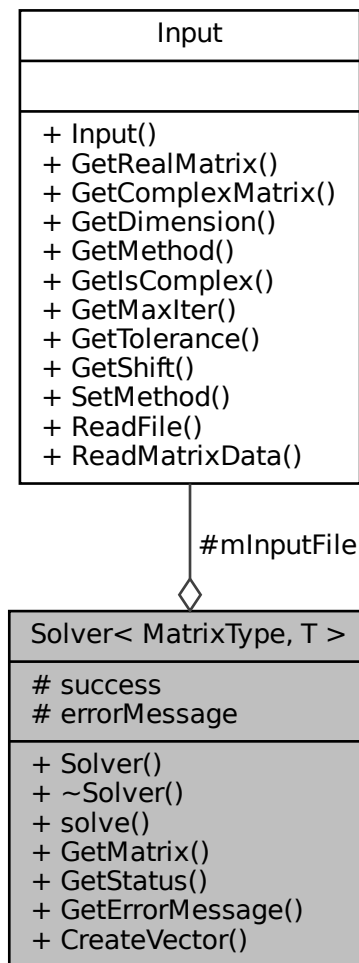 Input
+ Input()
+ GetRealMatrix()
+ GetComplexMatrix()
+ GetDimension()
+ GetMethod()
+ GetIsComplex()
+ GetMaxIter()
+ GetTolerance()
+ GetShift()
+ SetMethod()
+ ReadFile()
+ ReadMatrixData()
#mInputFile
Solver< MatrixType, T >
# success
# errorMessage
+ Solver()
+ ~Solver()
+ solve()
+ GetMatrix()
+ GetStatus()
+ GetErrorMessage()
+ CreateVector()